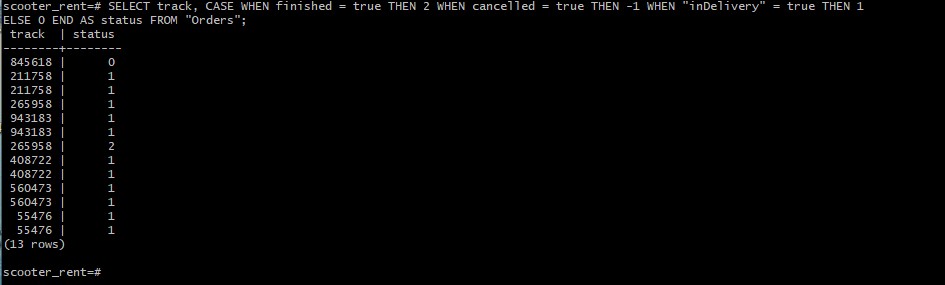 scooter_rent=# SELECT track, CASE WHEN finished = true THEN 2 WHEN cancelled = true THEN -1 WHEN "inDelivery" = true THEN 1
ELSE 0 END AS status FROM "Orders";
 track  | status
--------+--------
 845618 |      0
 211758 |      1
 211758 |      1
 265958 |      1
 943183 |      1
 943183 |      1
 265958 |      2
 408722 |      1
 408722 |      1
 560473 |      1
 560473 |      1
  55476 |      1
  55476 |      1
(13 rows)
scooter_rent=#